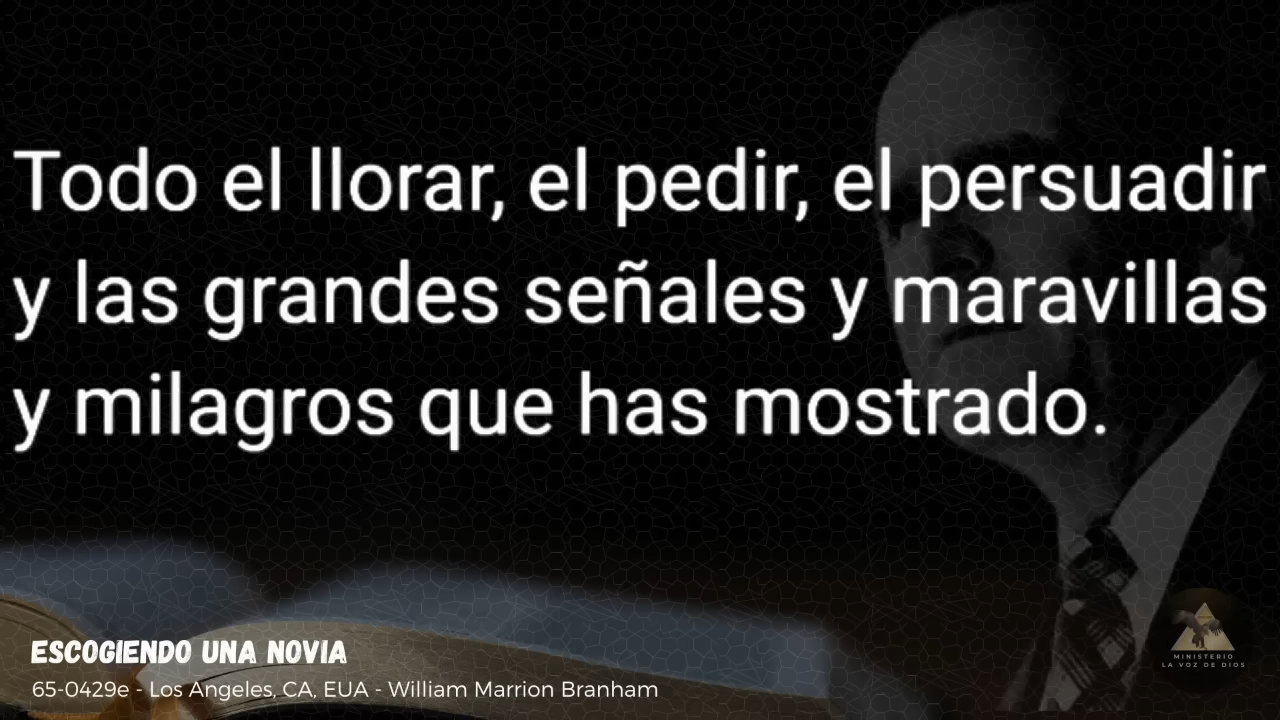 Todo el llorar, el pedir, el persuadir
y las grandes señales y maravillas
y milagros que has mostrado.
ESCOGIENDO UNA NOVIA
65-0429e - Los Angeles, CA, EUA - William Marrion Branham
MINISTERIO
LA VOZ DE DIOS